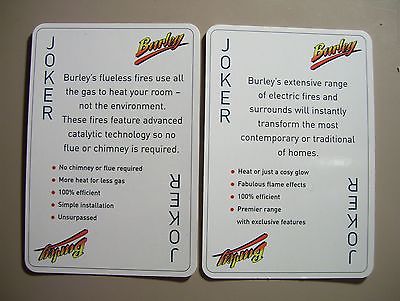 JOKER
Burley
Burley's flueless fires use all
the gas to heat your room –
not the environment.
These fires feature advanced
catalytic technology so no
flue or chimney is required.
No chimney or flue required
More heat for less gas
100% efficient
Simple installation
Unsurpassed
Burley
JOKER
JOKER
Burley
Burley's extensive range
of electric fires and
surrounds will instantly
transform the most
contemporary or traditional
of homes.
Heat or just a cosy glow
Fabulous flame effects
100% efficient
Premier range
with exclusive features
Burley
JOKER